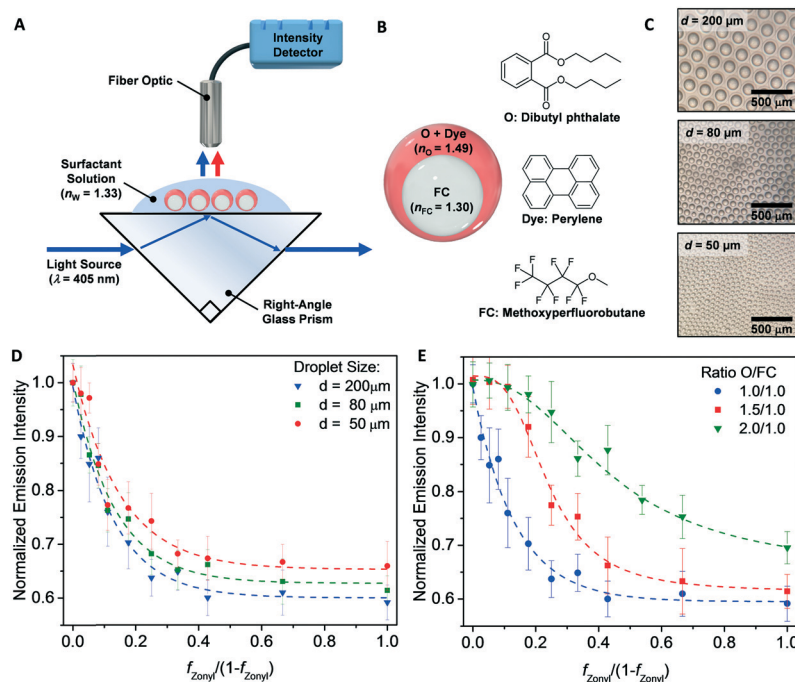 A
Intensity
Detector
Fiber Optic
Surfactant
Solution
(nW = 1.33)
Light Source
(λ = 405 nm)
Right-Angle
Glass Prism
B
O: Dibutyl phthalate
O + Dye
(nO = 1.49)
FC
(nFC = 1.30)
Dye: Perylene
F F F F F F F F F O
FC: Methoxyperfluorobutane
C
d = 200 μm
500 μm
d = 80 μm
500 μm
d = 50 μm
500 μm
D
Normalized Emission Intensity
1.0
0.9
0.8
0.7
0.6
Droplet Size:
d = 200μm
d = 80 μm
d = 50 μm
0.0 0.2 0.4 0.6 0.8 1.0
fZonyl/(1-fZonyl)
E
Normalized Emission Intensity
1.0
0.9
0.8
0.7
0.6
Ratio O/FC
1.0/1.0
1.5/1.0
2.0/1.0
0.0 0.2 0.4 0.6 0.8 1.0
fZonyl/(1-fZonyl)